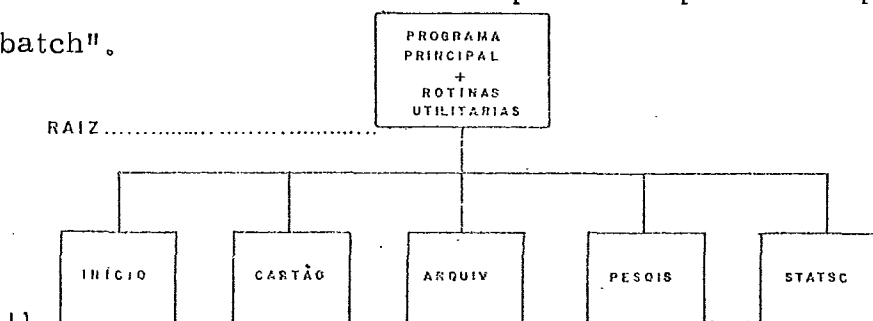 batch".
PROGRAMA
PRINCIPAL
+
ROTINAS
UTILITARIAS
RAIZ
INÍCIO CARTÃO ARQUIV PESQIS STATSC